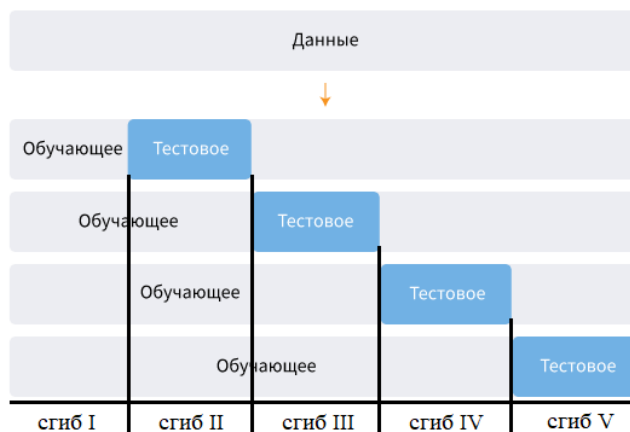 Данные
Обучающее Тестовое
Обучающее Тестовое
Обучающее Тестовое
Обучающее Тестовое
сгиб I сгиб II сгиб III сгиб IV сгиб V